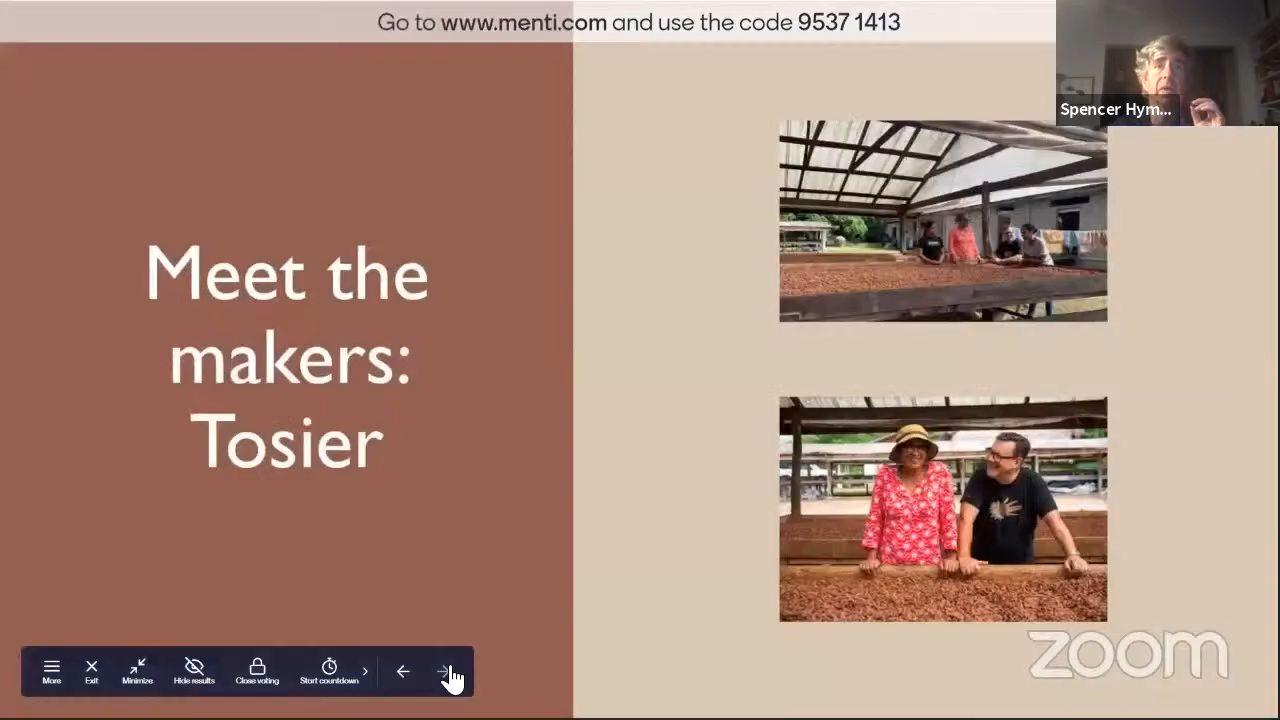 Go to www.menti.com and use the code 9537 1413
Spencer Hym...
Meet the
makers:
Tosier
More
Exit
Minimize
Hide results
Close voting
Start countdown
zoom